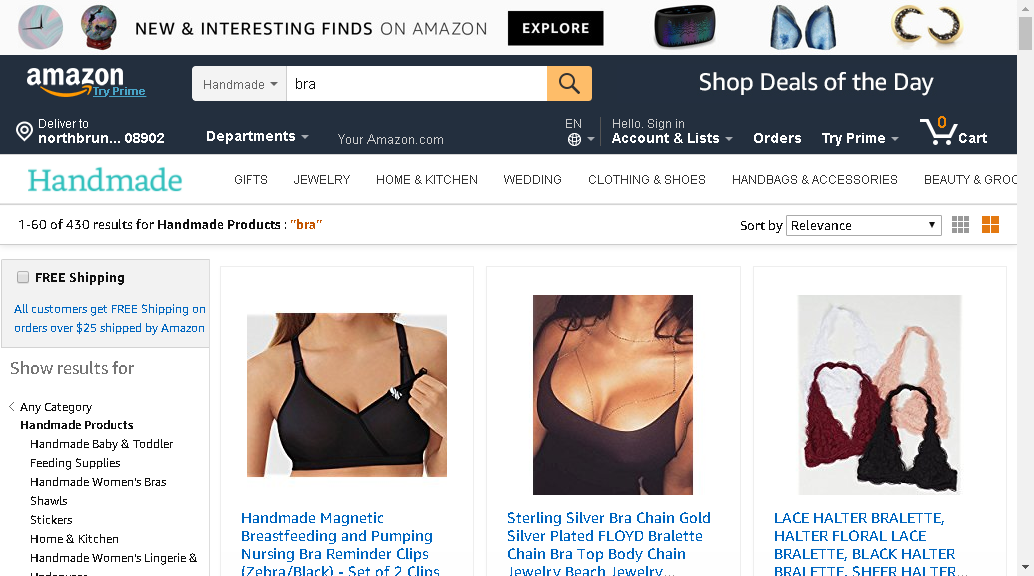 NEW & INTERESTING FINDS ON AMAZON
EXPLORE
amazon
Try Prime
Handmade
bra
Shop Deals of the Day
Deliver to
northbrun... 08902
Departments
Your Amazon.com
EN
Hello. Sign in
Account & Lists
Orders
Try Prime
0
Cart
Handmade
GIFTS
JEWELRY
HOME & KITCHEN
WEDDING
CLOTHING & SHOES
HANDBAGS & ACCESSORIES
BEAUTY & GROO
1-60 of 430 results for Handmade Products : "bra"
Sort by
Relevance
FREE Shipping
All customers get FREE Shipping on
orders over $25 shipped by Amazon
Show results for
Any Category
Handmade Products
Handmade Baby & Toddler
Feeding Supplies
Handmade Women's Bras
Shawls
Stickers
Home & Kitchen
Handmade Women's Lingerie &
Handmade Magnetic
Breastfeeding and Pumping
Nursing Bra Reminder Clips
(Zebra/Black) - Set of 2 Clips
Sterling Silver Bra Chain Gold
Silver Plated FLOYD Bralette
Chain Bra Top Body Chain
Jewelry Beach Jewelry...
LACE HALTER BRALETTE,
HALTER FLORAL LACE
BRALETTE, BLACK HALTER
BRALETTE, SHEER HALTER...